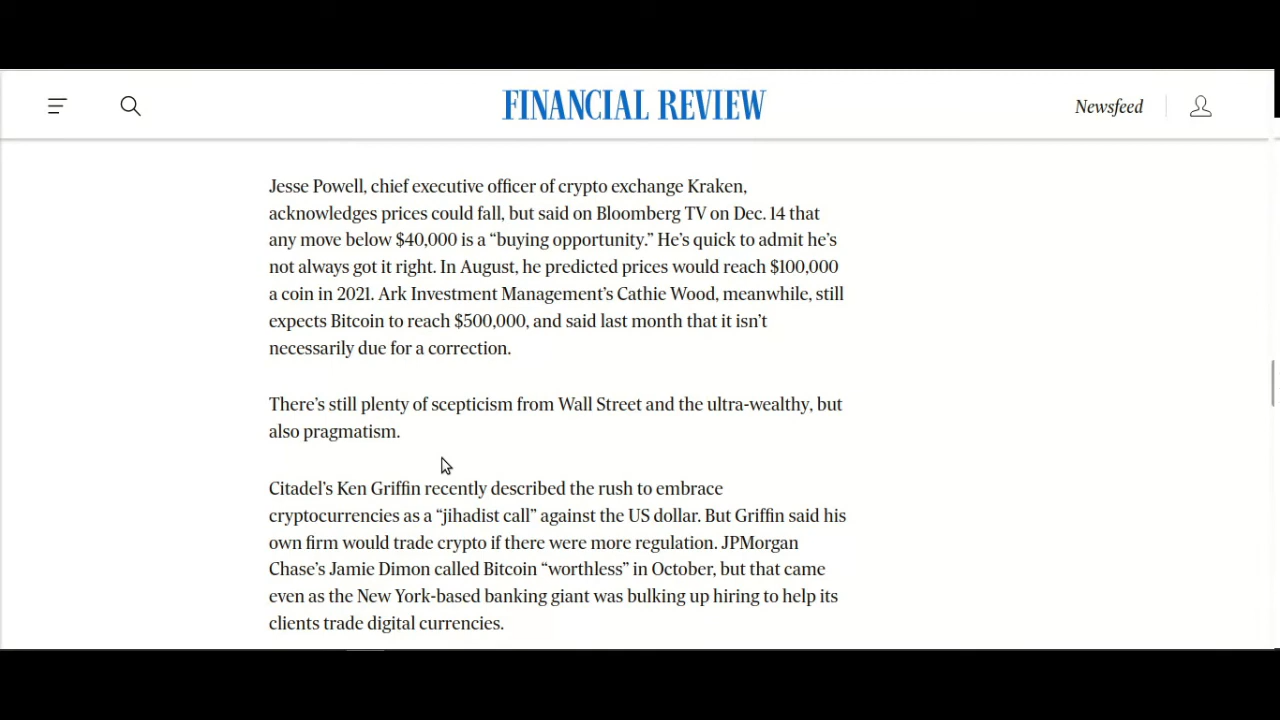 FINANCIAL REVIEW
Newsfeed
Jesse Powell, chief executive officer of crypto exchange Kraken,
acknowledges prices could fall, but said on Bloomberg TV on Dec. 14 that
any move below $40,000 is a “buying opportunity.” He’s quick to admit he’s
not always got it right. In August, he predicted prices would reach $100,000
a coin in 2021. Ark Investment Management’s Cathie Wood, meanwhile, still
expects Bitcoin to reach $500,000, and said last month that it isn’t
necessarily due for a correction.
There’s still plenty of scepticism from Wall Street and the ultra-wealthy, but
also pragmatism.
Citadel’s Ken Griffin recently described the rush to embrace
cryptocurrencies as a “jihadist call” against the US dollar. But Griffin said his
own firm would trade crypto if there were more regulation. JPMorgan
Chase’s Jamie Dimon called Bitcoin “worthless” in October, but that came
even as the New York-based banking giant was bulking up hiring to help its
clients trade digital currencies.